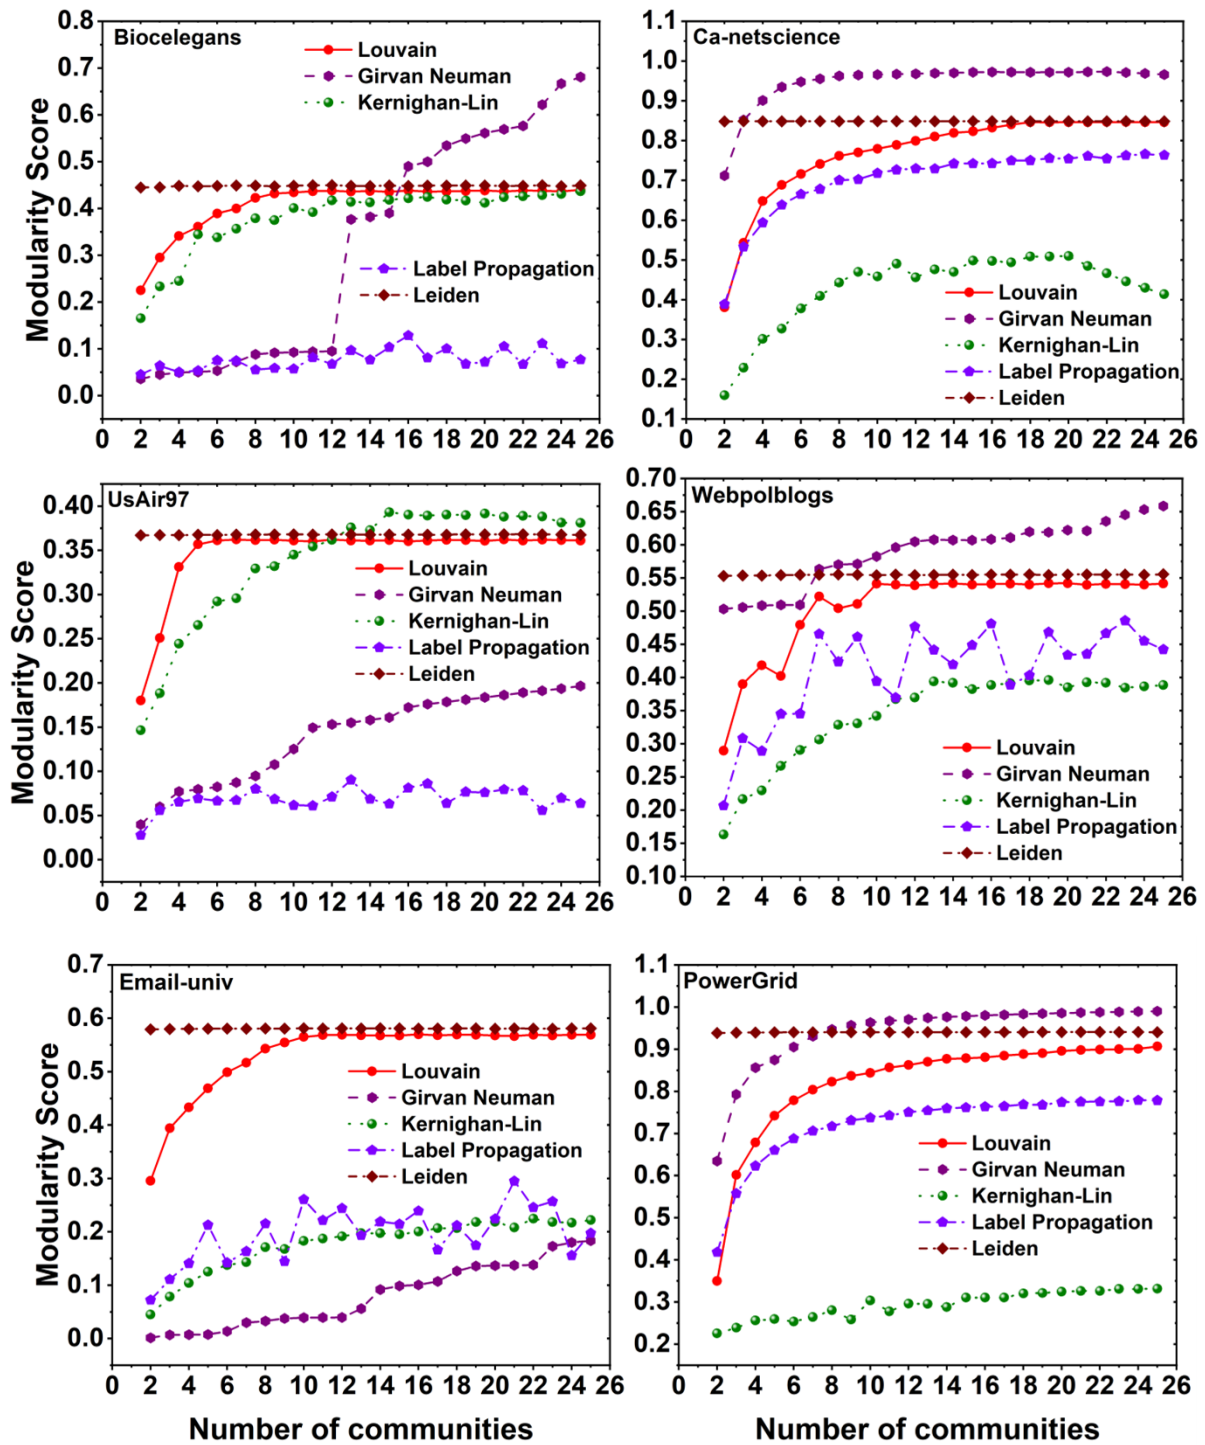 Biocelegans
Louvain
Girvan Neuman
Kernighan-Lin
Label Propagation
Leiden
Modularity Score
0.8
0.7
0.6
0.5
0.4
0.3
0.2
0.1
0.0
0 2 4 6 8 10 12 14 16 18 20 22 24 26
Ca-netscience
Louvain
Girvan Neuman
Kernighan-Lin
Label Propagation
Leiden
1.1
1.0
0.9
0.8
0.7
0.6
0.5
0.4
0.3
0.2
0.1
0 2 4 6 8 10 12 14 16 18 20 22 24 26
UsAir97
Louvain
Girvan Neuman
Kernighan-Lin
Label Propagation
Leiden
Modularity Score
0.40
0.35
0.30
0.25
0.20
0.15
0.10
0.05
0.00
0 2 4 6 8 10 12 14 16 18 20 22 24 26
Webpolblogs
Louvain
Girvan Neuman
Kernighan-Lin
Label Propagation
Leiden
0.70
0.65
0.60
0.55
0.50
0.45
0.40
0.35
0.30
0.25
0.20
0.15
0.10
0 2 4 6 8 10 12 14 16 18 20 22 24 26
Email-univ
Louvain
Girvan Neuman
Kernighan-Lin
Label Propagation
Leiden
Modularity Score
0.7
0.6
0.5
0.4
0.3
0.2
0.1
0.0
0 2 4 6 8 10 12 14 16 18 20 22 24 26
Number of communities
PowerGrid
Louvain
Girvan Neuman
Kernighan-Lin
Label Propagation
Leiden
1.1
1.0
0.9
0.8
0.7
0.6
0.5
0.4
0.3
0.2
0 2 4 6 8 10 12 14 16 18 20 22 24 26
Number of communities